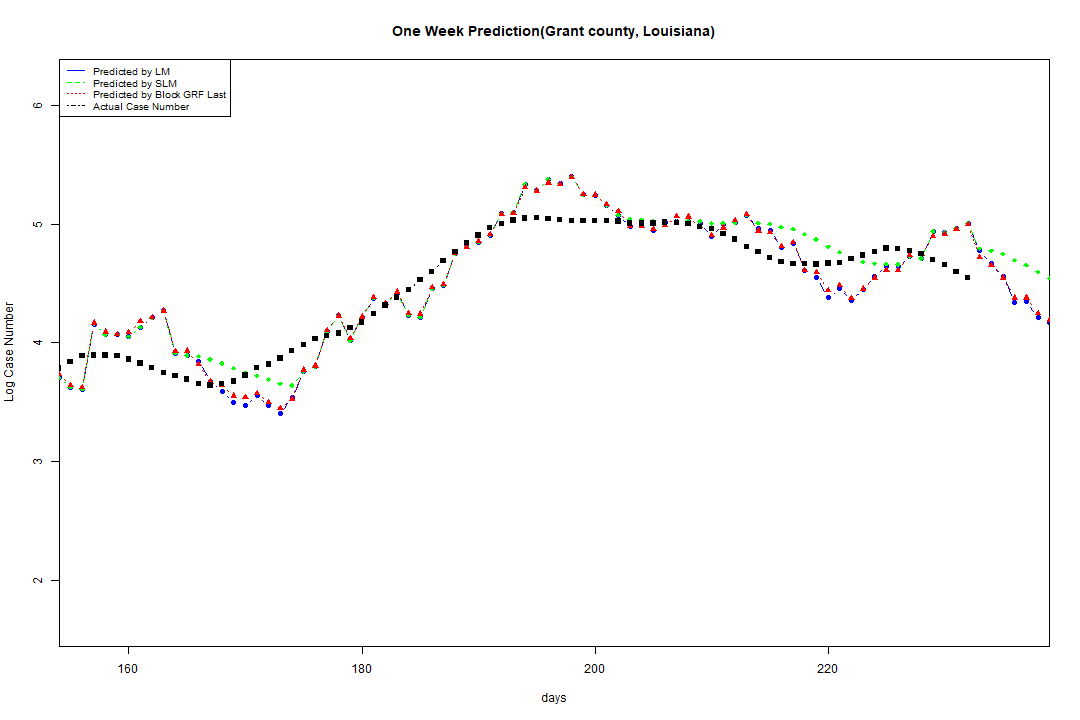 One Week Prediction(Grant county, Louisiana)
Predicted by LM
Predicted by SLM
Predicted by Block GRF Last
Actual Case Number
6
5
4
3
2
Log Case Number
160 180 200 220
days